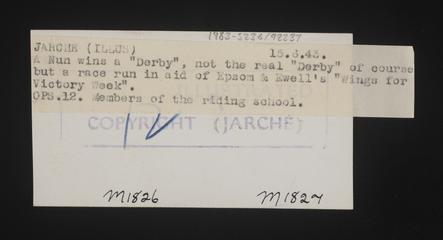 1983-5236/92237
JARCHE (ILLUS) 15.6.43.
A Nun wins a "Derby", not the real "Derby" of course
but a race run in aid of Epsom & Ewell's "Wings for
Victory Week".
OPS.12. Members of the riding school.
COPYRIGHT (JARCHÉ)
M1826 M1827